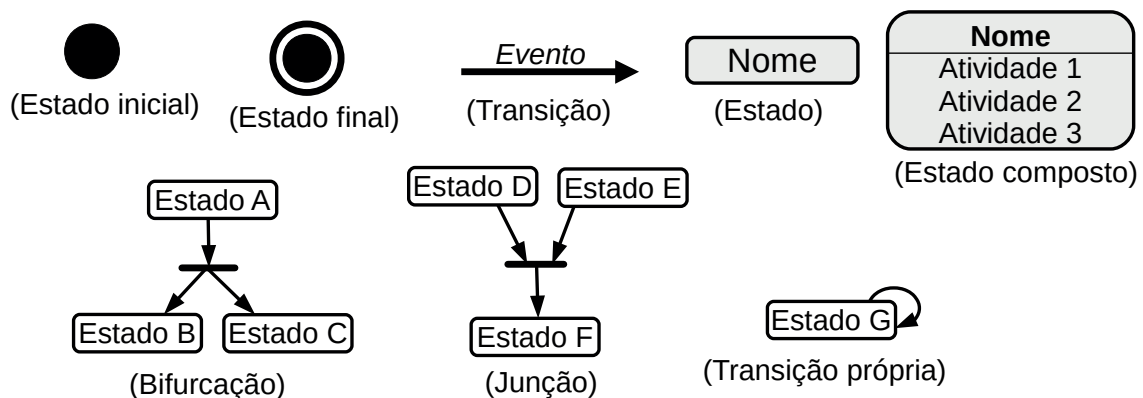 Evento
Nome
Nome
Atividade 1
Atividade 2
Atividade 3
(Estado inicial)
(Estado final)
(Transição)
(Estado)
(Estado composto)
Estado A
Estado B
Estado C
(Bifurcação)
Estado D
Estado E
Estado F
(Junção)
Estado G
(Transição própria)